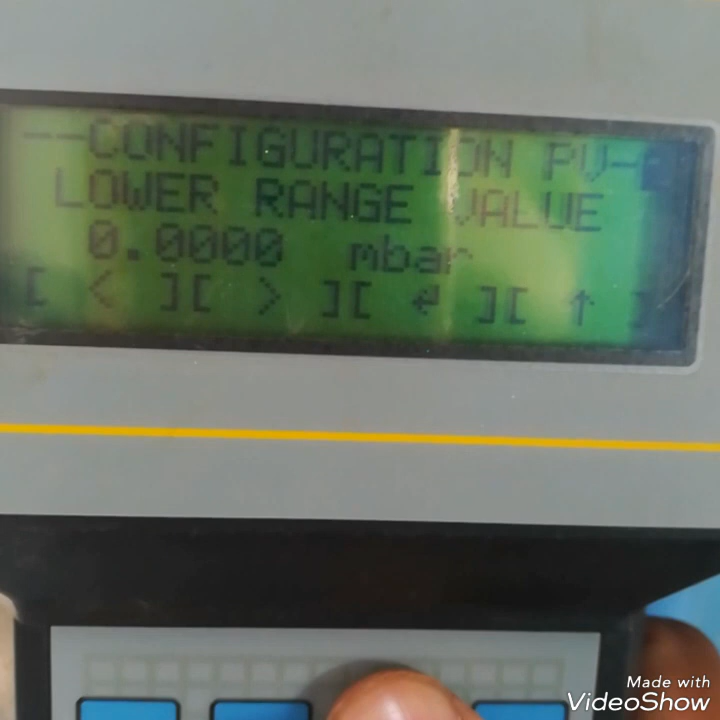 --CONFIGURATION PV-
LOWER RANGE VALUE
0.0000 mbar
[ < ][ > ][ ↵ ][ ↑ ]
Made with
VideoShow